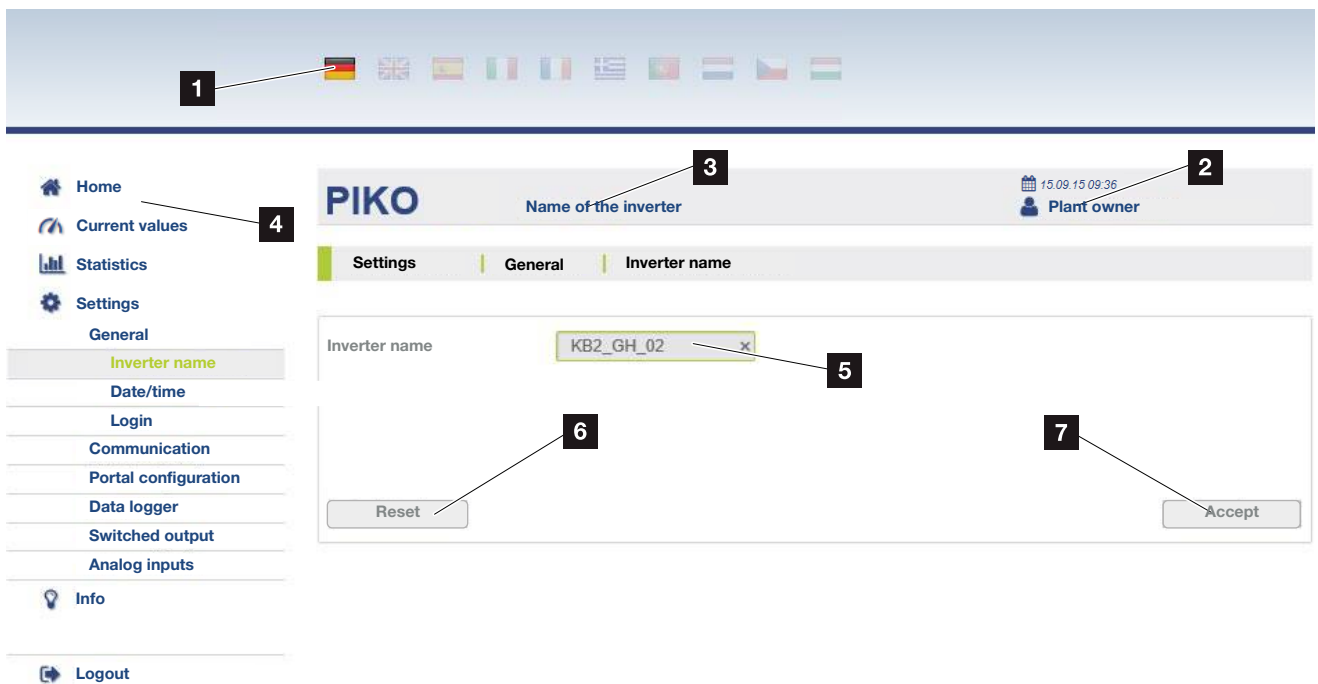 1
Home
Current values
Statistics
Settings
General
Inverter name
Date/time
Login
Communication
Portal configuration
Data logger
Switched output
Analog inputs
Info
Logout
4
PIKO
Name of the inverter
3
15.09.15 09:36
Plant owner
2
Settings General Inverter name
Inverter name KB2_GH_02 ×
5
6
7
Reset Accept